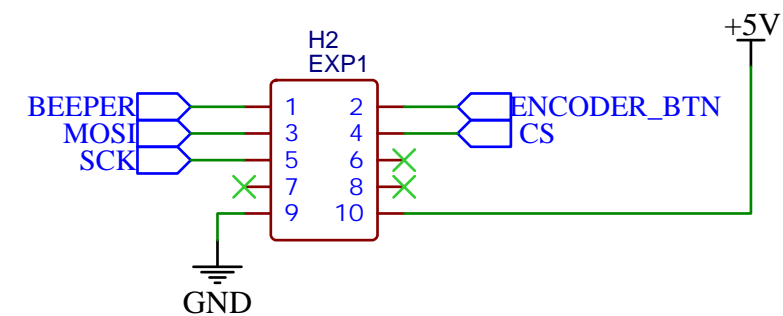 +5V
H2
EXP1
BEEPER 1 2 ENCODER_BTN
MOSI 3 4 CS
SCK 5 6
7 8
9 10
GND